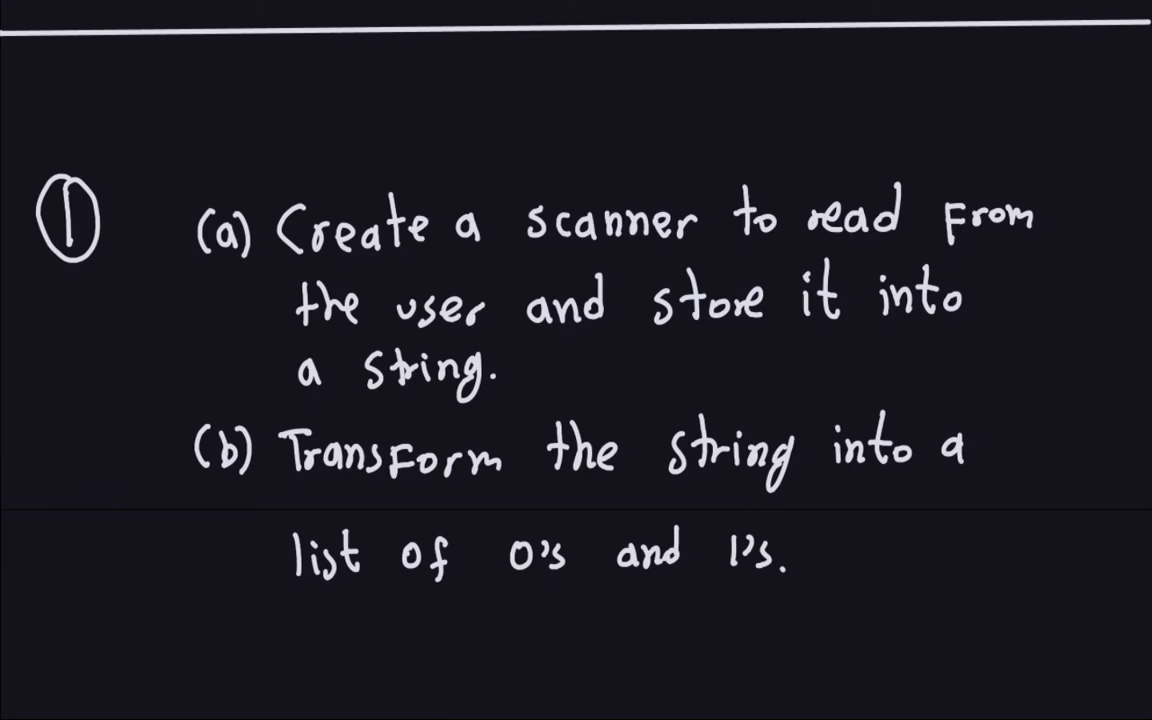 ① (a) Create a scanner to read From
the user and store it into
a string.
(b) Transform the string into a
list of 0's and 1's.